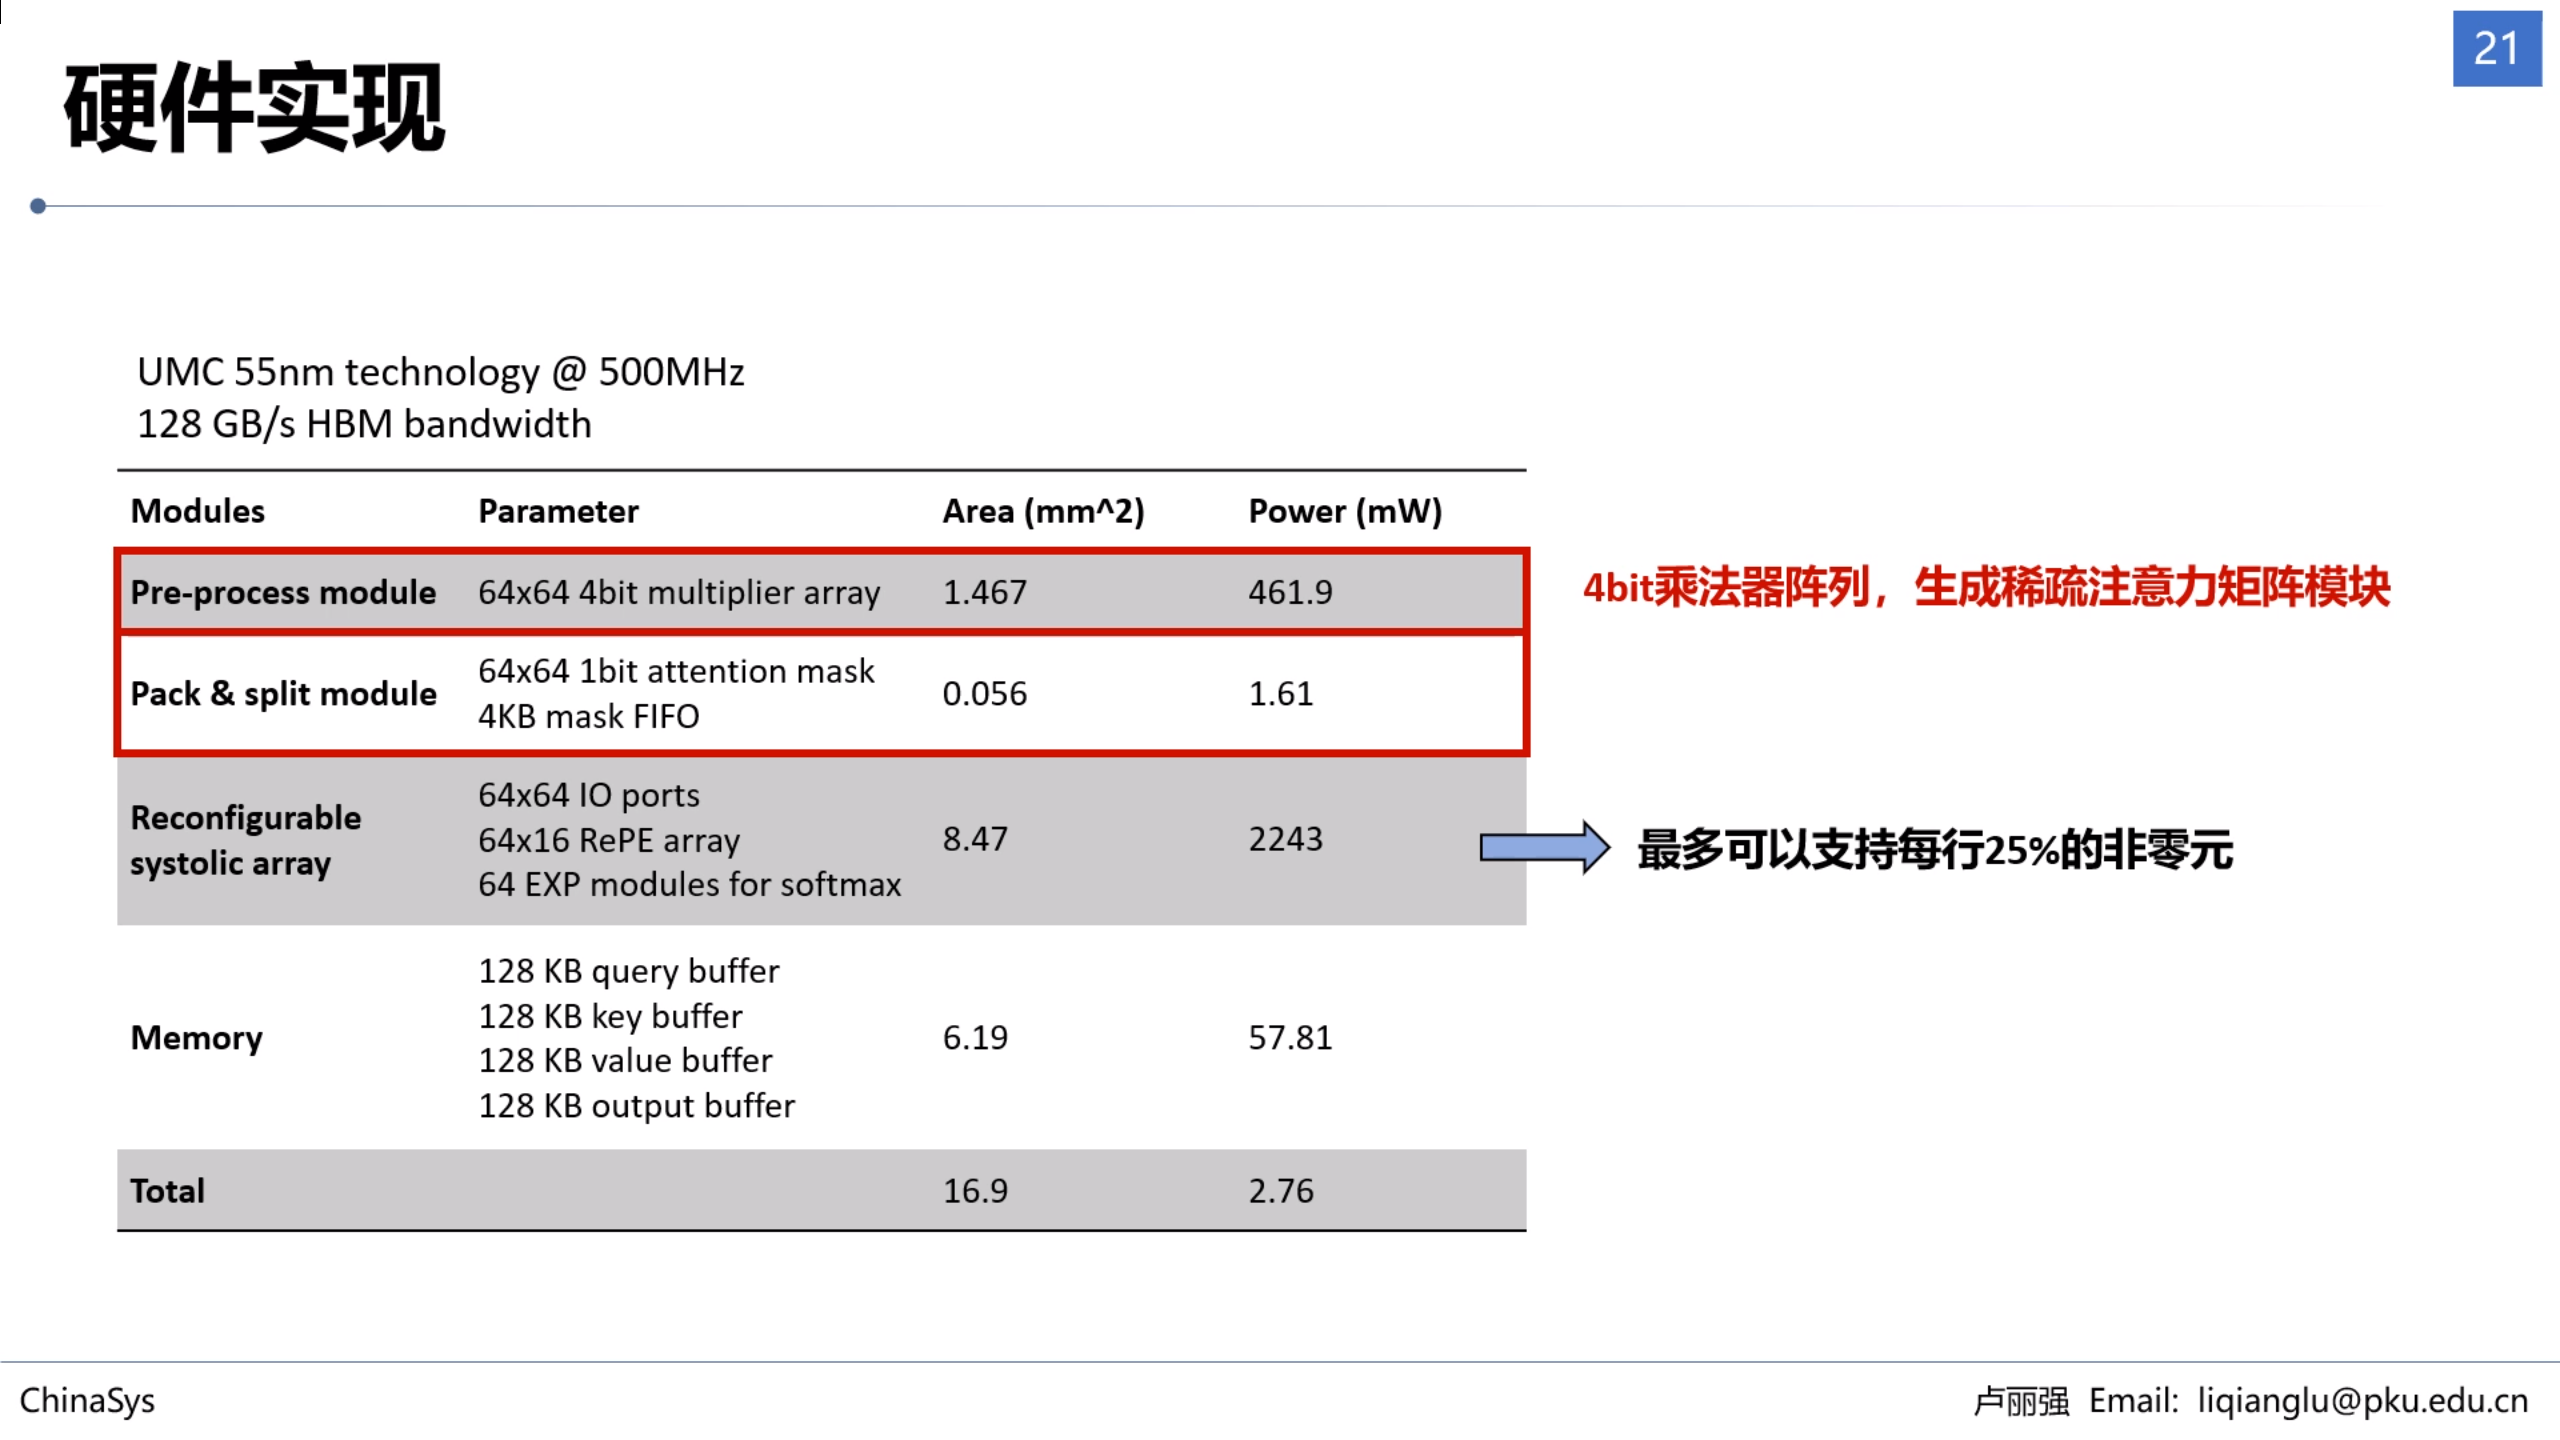 21
硬件实现
UMC 55nm technology @ 500MHz
128 GB/s HBM bandwidth
Modules Parameter Area (mm^2) Power (mW)
Pre-process module 64x64 4bit multiplier array 1.467 461.9
4bit乘法器阵列，生成稀疏注意力矩阵模块
Pack & split module 64x64 1bit attention mask 0.056 1.61
4KB mask FIFO
Reconfigurable systolic array 64x64 IO ports 8.47 2243
64x16 RePE array
64 EXP modules for softmax
最多可以支持每行25%的非零元
Memory 128 KB query buffer 6.19 57.81
128 KB key buffer
128 KB value buffer
128 KB output buffer
Total 16.9 2.76
ChinaSys
卢丽强 Email: liqianglu@pku.edu.cn